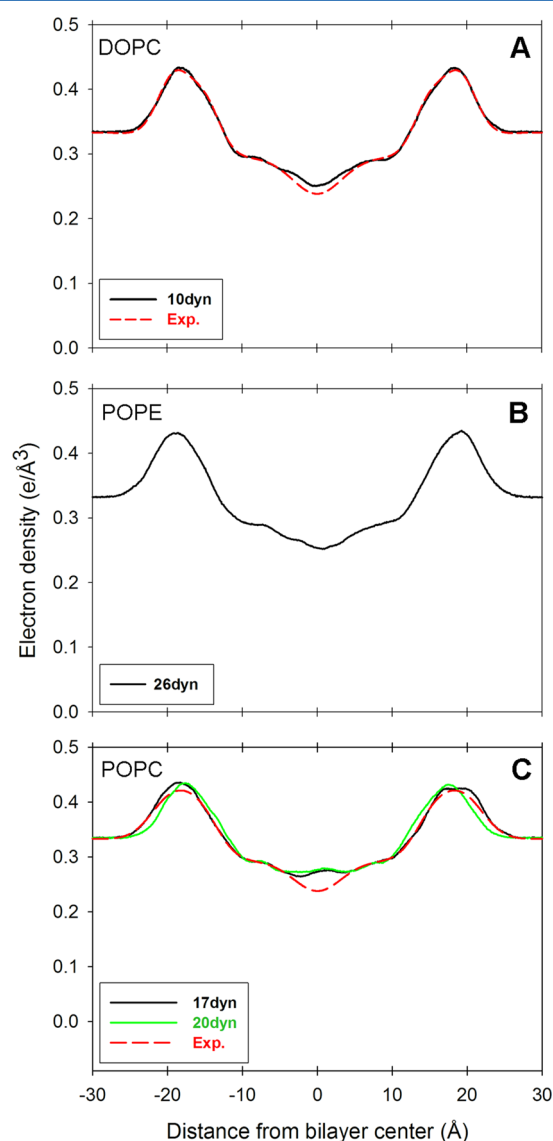 0.5
DOPC
A
0.4
0.3
0.2
0.1
10dyn
Exp.
0.0
0.5
POPE
B
0.4
0.3
0.2
0.1
26dyn
0.0
Electron density (e/Å3)
0.5
POPC
C
0.4
0.3
0.2
0.1
17dyn
20dyn
Exp.
0.0
-30 -20 -10 0 10 20 30
Distance from bilayer center (Å)